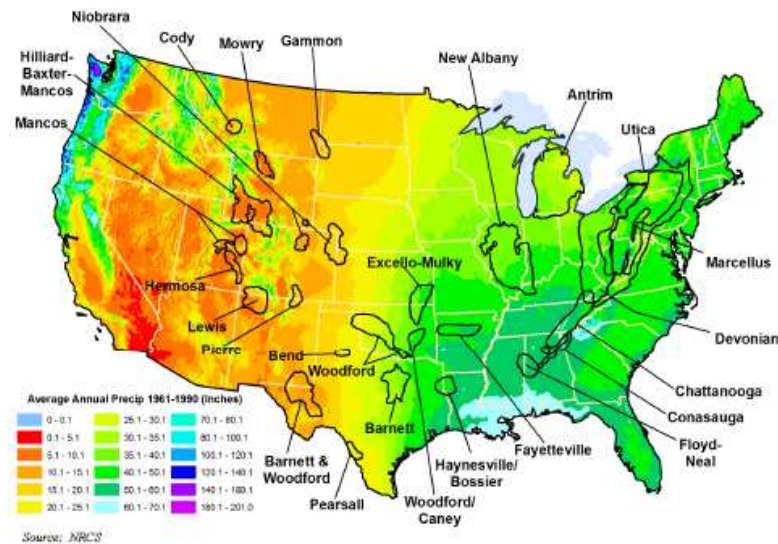 Niobrara
Cody
Mowry
Gammon
Hilliard-
Baxter-
Mancos
New Albany
Antrim
Mancos
Utica
Excello-Mulky
Marcellus
Hermosa
Lewis
Pierre
Devonian
Bend
Woodford
Chattanooga
Conasauga
Barnett
Fayetteville
Floyd-
Neal
Haynesville/
Bossier
Barnett &
Woodford
Pearsall
Woodford/
Caney
Average Annual Precip 1961-1990 (Inches)
0 - 0.1
25.1 - 30.1
70.1 - 80.1
0.1 - 5.1
30.1 - 35.1
80.1 - 100.1
5.1 - 10.1
35.1 - 40.1
100.1 - 120.1
10.1 - 15.1
40.1 - 50.1
120.1 - 140.1
15.1 - 20.1
50.1 - 60.1
140.1 - 180.1
20.1 - 25.1
60.1 - 70.1
180.1 - 201.0
Source: NRCS